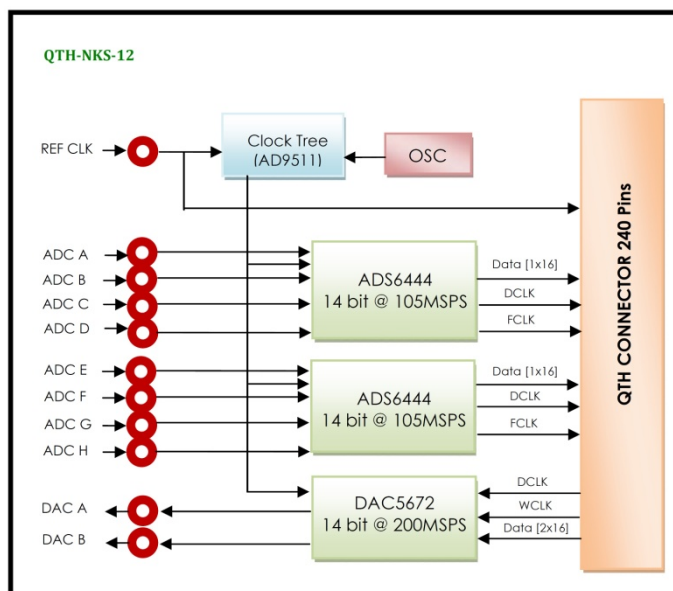 QTH-NKS-12
REF CLK
Clock Tree
(AD9511)
OSC
ADC A
ADC B
ADC C
ADC D
ADS6444
14 bit @ 105MSPS
Data [1x16]
DCLK
FCLK
ADC E
ADC F
ADC G
ADC H
ADS6444
14 bit @ 105MSPS
Data [1x16]
DCLK
FCLK
DAC A
DAC B
DAC5672
14 bit @ 200MSPS
DCLK
WCLK
Data [2x16]
QTH CONNECTOR 240 Pins